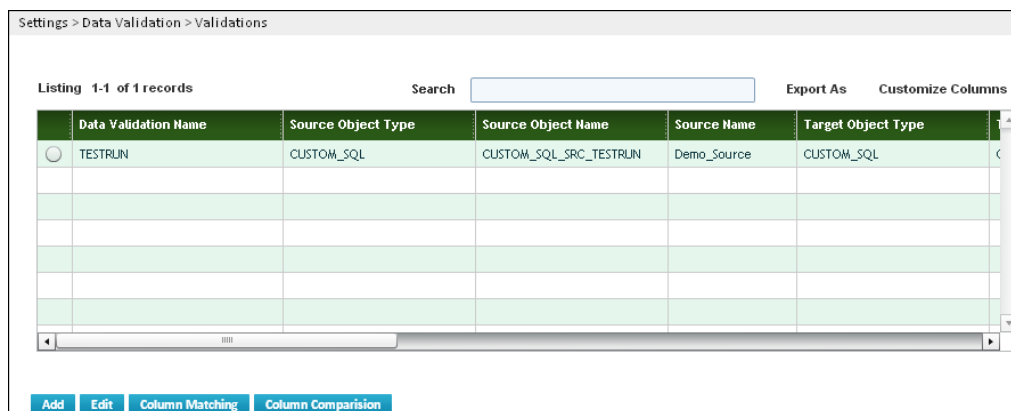 Settings > Data Validation > Validations
Listing 1-1 of 1 records Search Export As Customize Columns
Data Validation Name Source Object Type Source Object Name Source Name Target Object Type
TESTRUN CUSTOM_SQL CUSTOM_SQL_SRC_TESTRUN Demo_Source CUSTOM_SQL
Add Edit Column Matching Column Comparision